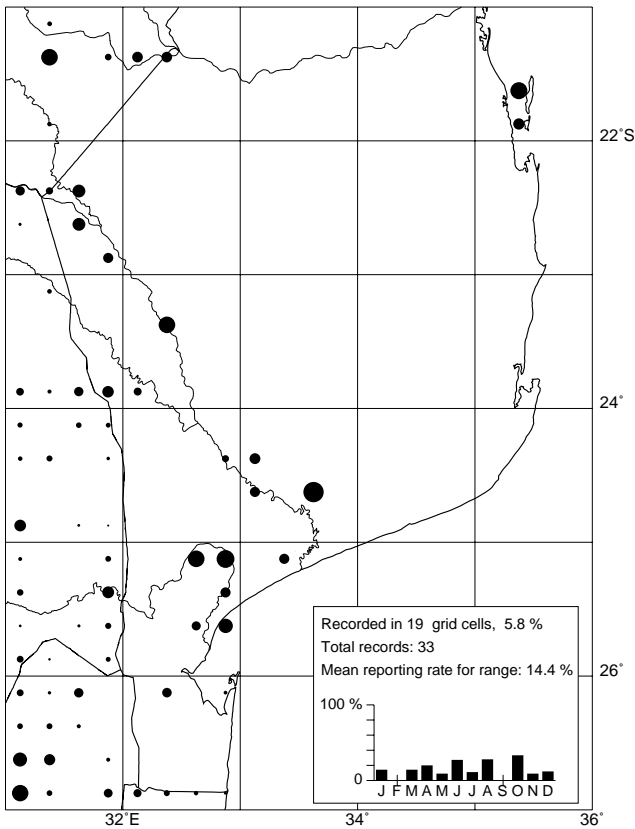 22°S
24°
Recorded in 19 grid cells, 5.8 %
Total records: 33
Mean reporting rate for range: 14.4 %
26°
100 %
J F M A M J J A S O N D
32°E
34°
36°